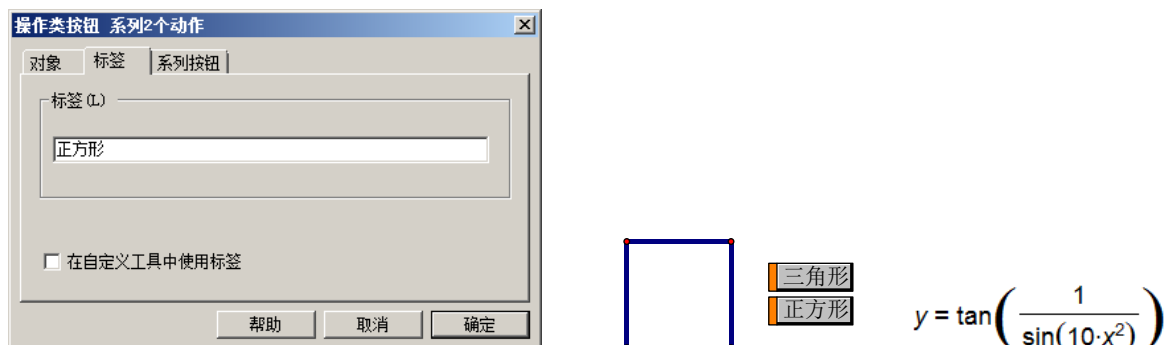 操作类按钮 系列2个动作
对象 标签 系列按钮
标签(L)
正方形
在自定义工具中使用标签
帮助 取消 确定
三角形
正方形
y = tan(1/sin(10·x²))